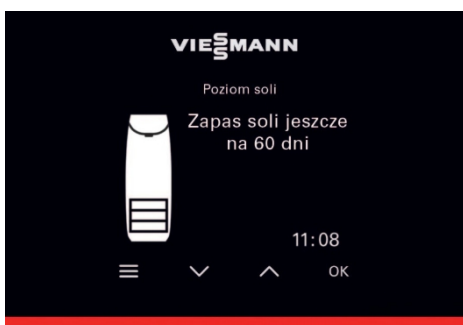 VIESSMANN
Poziom soli
Zapas soli jeszcze
na 60 dni
11:08
OK